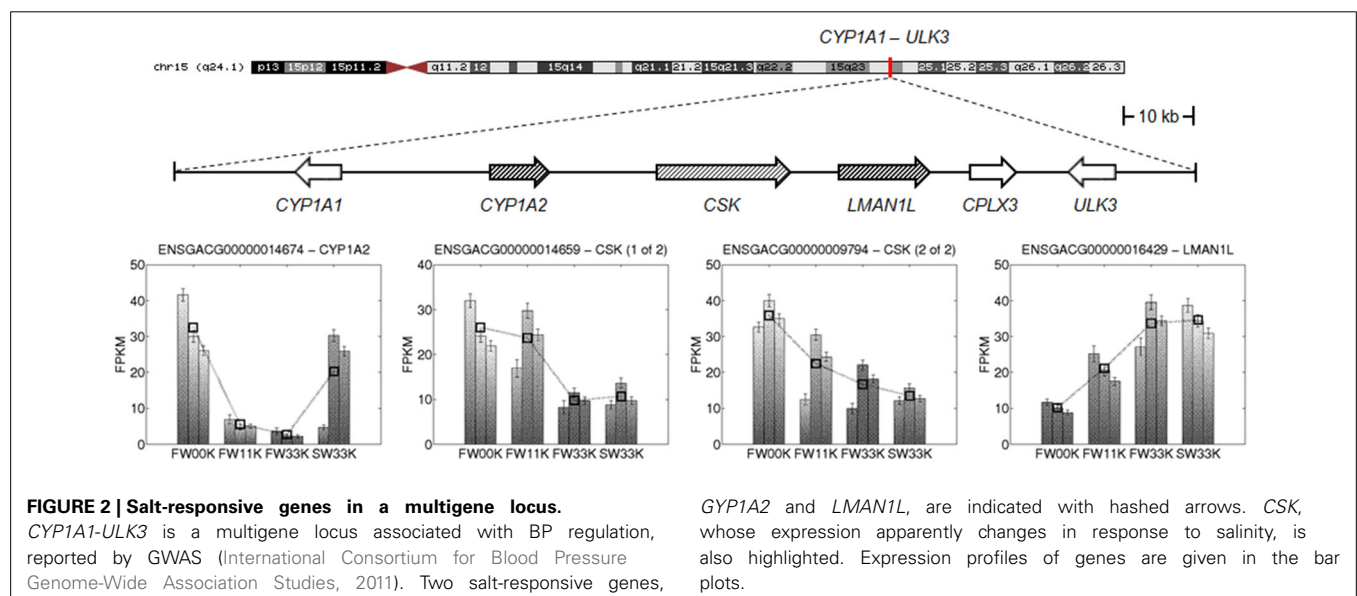 CYP1A1 – ULK3
chr15 (q24.1) p13 15p12 15p11.2 q11.2 12 15q14 q21.1 21.2 15q21.3 q22.2 15q23 25.1 25.2 25.3 q26.1 q26.2 26.3
10 kb
CYP1A1 CYP1A2 CSK LMAN1L CPLX3 ULK3
ENSGACG00000014674 – CYP1A2
50
40
30
20
10
0
FPKM
FW00K FW11K FW33K SW33K
ENSGACG00000014659 – CSK (1 of 2)
40
30
20
10
0
FPKM
FW00K FW11K FW33K SW33K
ENSGACG00000009794 – CSK (2 of 2)
50
40
30
20
10
0
FPKM
FW00K FW11K FW33K SW33K
ENSGACG00000016429 – LMAN1L
50
40
30
20
10
0
FPKM
FW00K FW11K FW33K SW33K
FIGURE 2 | Salt-responsive genes in a multigene locus.
CYP1A1-ULK3 is a multigene locus associated with BP regulation,
reported by GWAS (International Consortium for Blood Pressure
Genome-Wide Association Studies, 2011). Two salt-responsive genes,
GYP1A2 and LMAN1L, are indicated with hashed arrows. CSK,
whose expression apparently changes in response to salinity, is
also highlighted. Expression profiles of genes are given in the bar
plots.